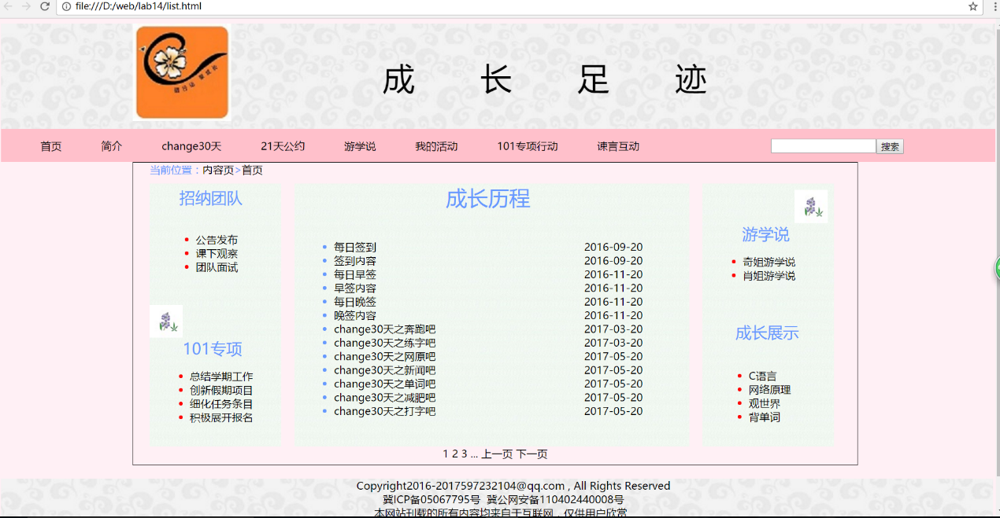 file:///D:/web/lab14/list.html
成 长 足 迹
首页 简介 change30天 21天公约 游学说 我的活动 101专项行动 谏言互动 搜索
当前位置：内容页>首页
招纳团队
公告发布
课下观察
团队面试
101专项
总结学期工作
创新假期项目
细化任务条目
积极展开报名
成长历程
每日签到 2016-09-20
签到内容 2016-09-20
每日早签 2016-11-20
早签内容 2016-11-20
每日晚签 2016-11-20
晚签内容 2016-11-20
change30天之奔跑吧 2017-03-20
change30天之练字吧 2017-03-20
change30天之网原吧 2017-05-20
change30天之新闻吧 2017-05-20
change30天之单词吧 2017-05-20
change30天之减肥吧 2017-05-20
change30天之打字吧 2017-05-20
游学说
奇姐游学说
肖姐游学说
成长展示
C语言
网络原理
观世界
背单词
1 2 3 ... 上一页 下一页
Copyright2016-2017597232104@qq.com , All Rights Reserved
冀ICP备05067795号 冀公网安备110402440008号
本网站刊载的所有内容均来自于互联网，仅供用户欣赏